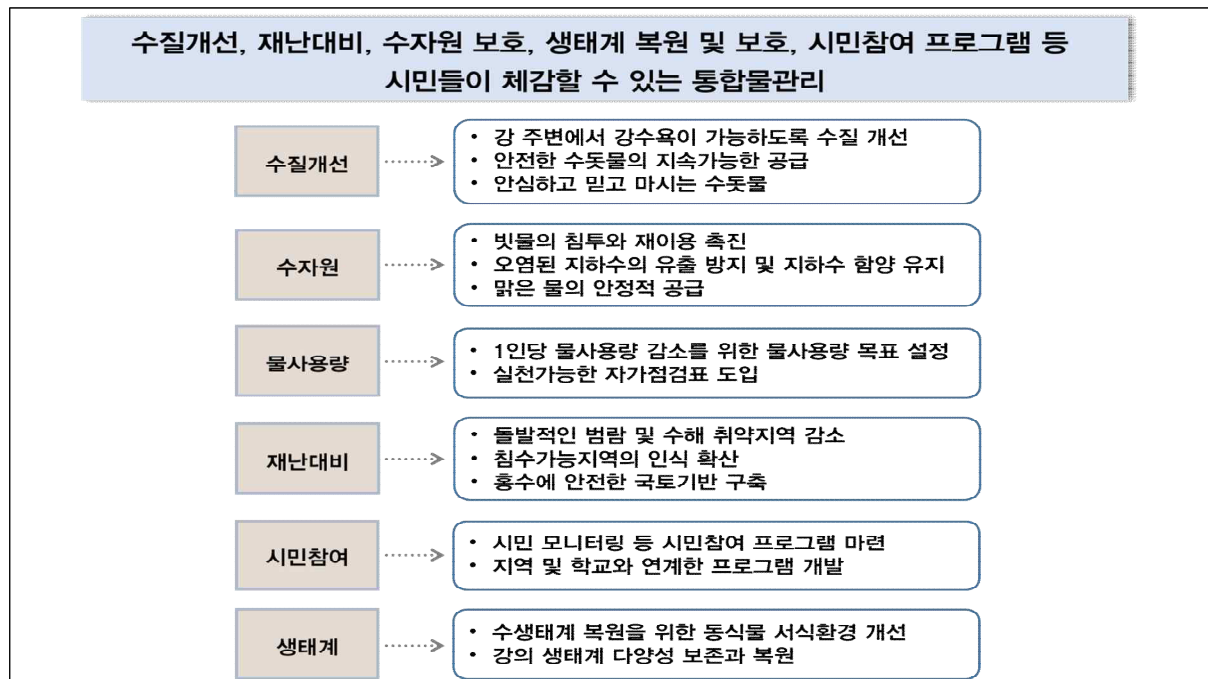 수질개선, 재난대비, 수자원 보호, 생태계 복원 및 보호, 시민참여 프로그램 등
시민들이 체감할 수 있는 통합물관리
수질개선
• 강 주변에서 강수욕이 가능하도록 수질 개선
• 안전한 수돗물의 지속가능한 공급
• 안심하고 믿고 마시는 수돗물
수자원
• 빗물의 침투와 재이용 촉진
• 오염된 지하수의 유출 방지 및 지하수 함양 유지
• 맑은 물의 안정적 공급
물사용량
• 1인당 물사용량 감소를 위한 물사용량 목표 설정
• 실천가능한 자가점검표 도입
재난대비
• 돌발적인 범람 및 수해 취약지역 감소
• 침수가능지역의 인식 확산
• 홍수에 안전한 국토기반 구축
시민참여
• 시민 모니터링 등 시민참여 프로그램 마련
• 지역 및 학교와 연계한 프로그램 개발
생태계
• 수생태계 복원을 위한 동식물 서식환경 개선
• 강의 생태계 다양성 보존과 복원